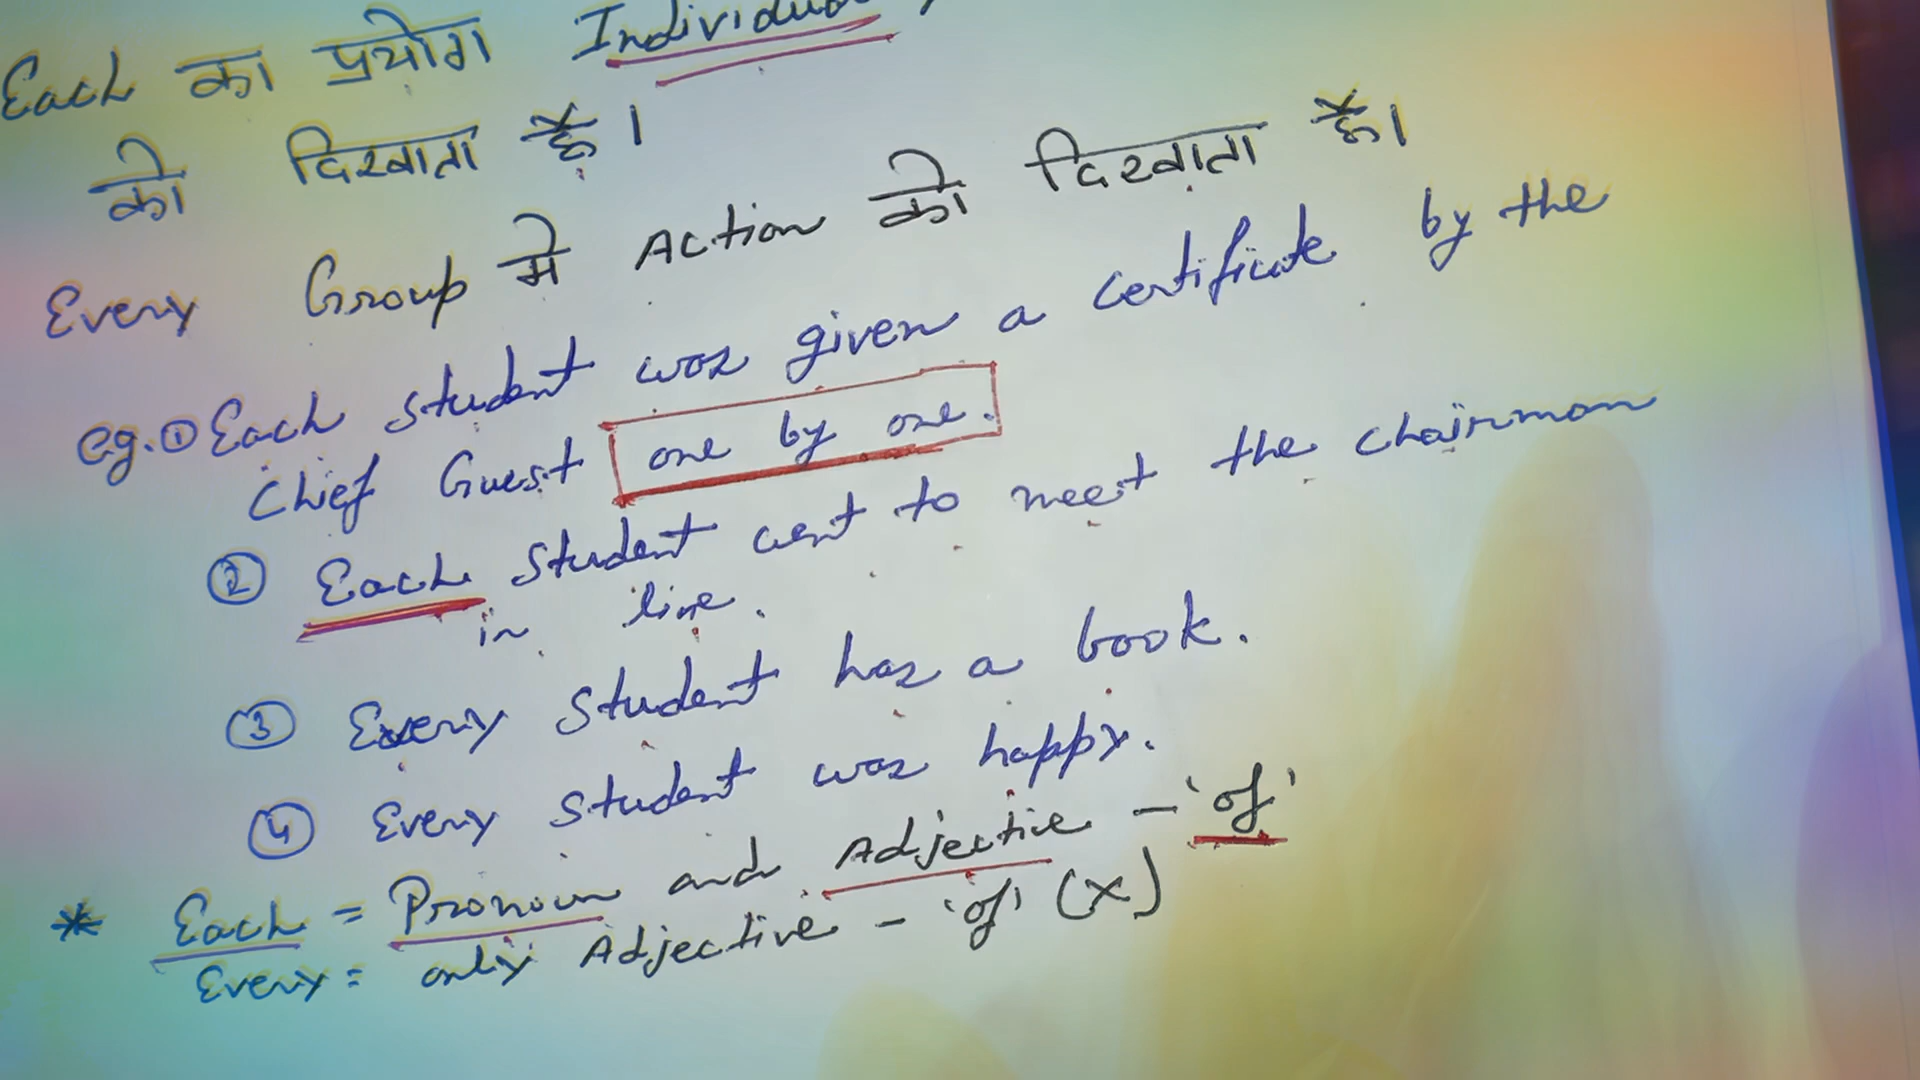 Each का प्रयोग Individual
को दिखाता है।
Every Group मे Action को दिखाता है।
eg. ① Each student was given a certificate by the
Chief Guest one by one.
② Each student went to meet the chairman
in line.
③ Every student has a book.
④ Every student was happy.
* Each = Pronoun and Adjective - 'of'
Every = only Adjective - 'of' (x)